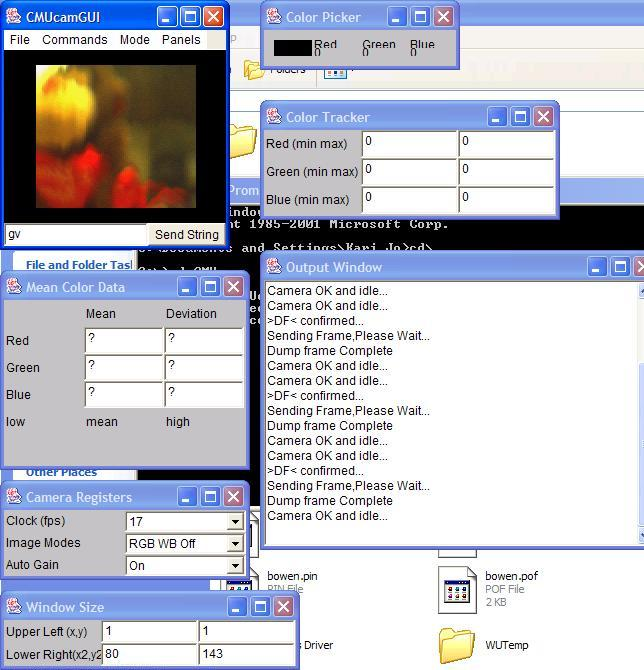 CMUcamGUI
File Commands Mode Panels
gv Send String
Color Picker
Red Green Blue
0 0 0
Folders
Color Tracker
Red (min max) 0 0
Green (min max) 0 0
Blue (min max) 0 0
Prom
1985-2001 Microsoft Corp.
and Settings\Kari Jo>cd\
File and Folder Tas
Mean Color Data
Mean Deviation
Red ? ?
Green ? ?
Blue ? ?
low mean high
Other Places
Output Window
Camera OK and idle...
Camera OK and idle...
>DF< confirmed...
Sending Frame,Please Wait...
Dump frame Complete
Camera OK and idle...
Camera OK and idle...
>DF< confirmed...
Sending Frame,Please Wait...
Dump frame Complete
Camera OK and idle...
Camera OK and idle...
>DF< confirmed...
Sending Frame,Please Wait...
Dump frame Complete
Camera OK and idle...
Camera Registers
Clock (fps) 17
Image Modes RGB WB Off
Auto Gain On
bowen.pin
PIN File
bowen.pof
POF File
2 KB
Window Size
Upper Left (x,y) 1 1
Lower Right(x2,y2 80 143
s Driver
WUTemp